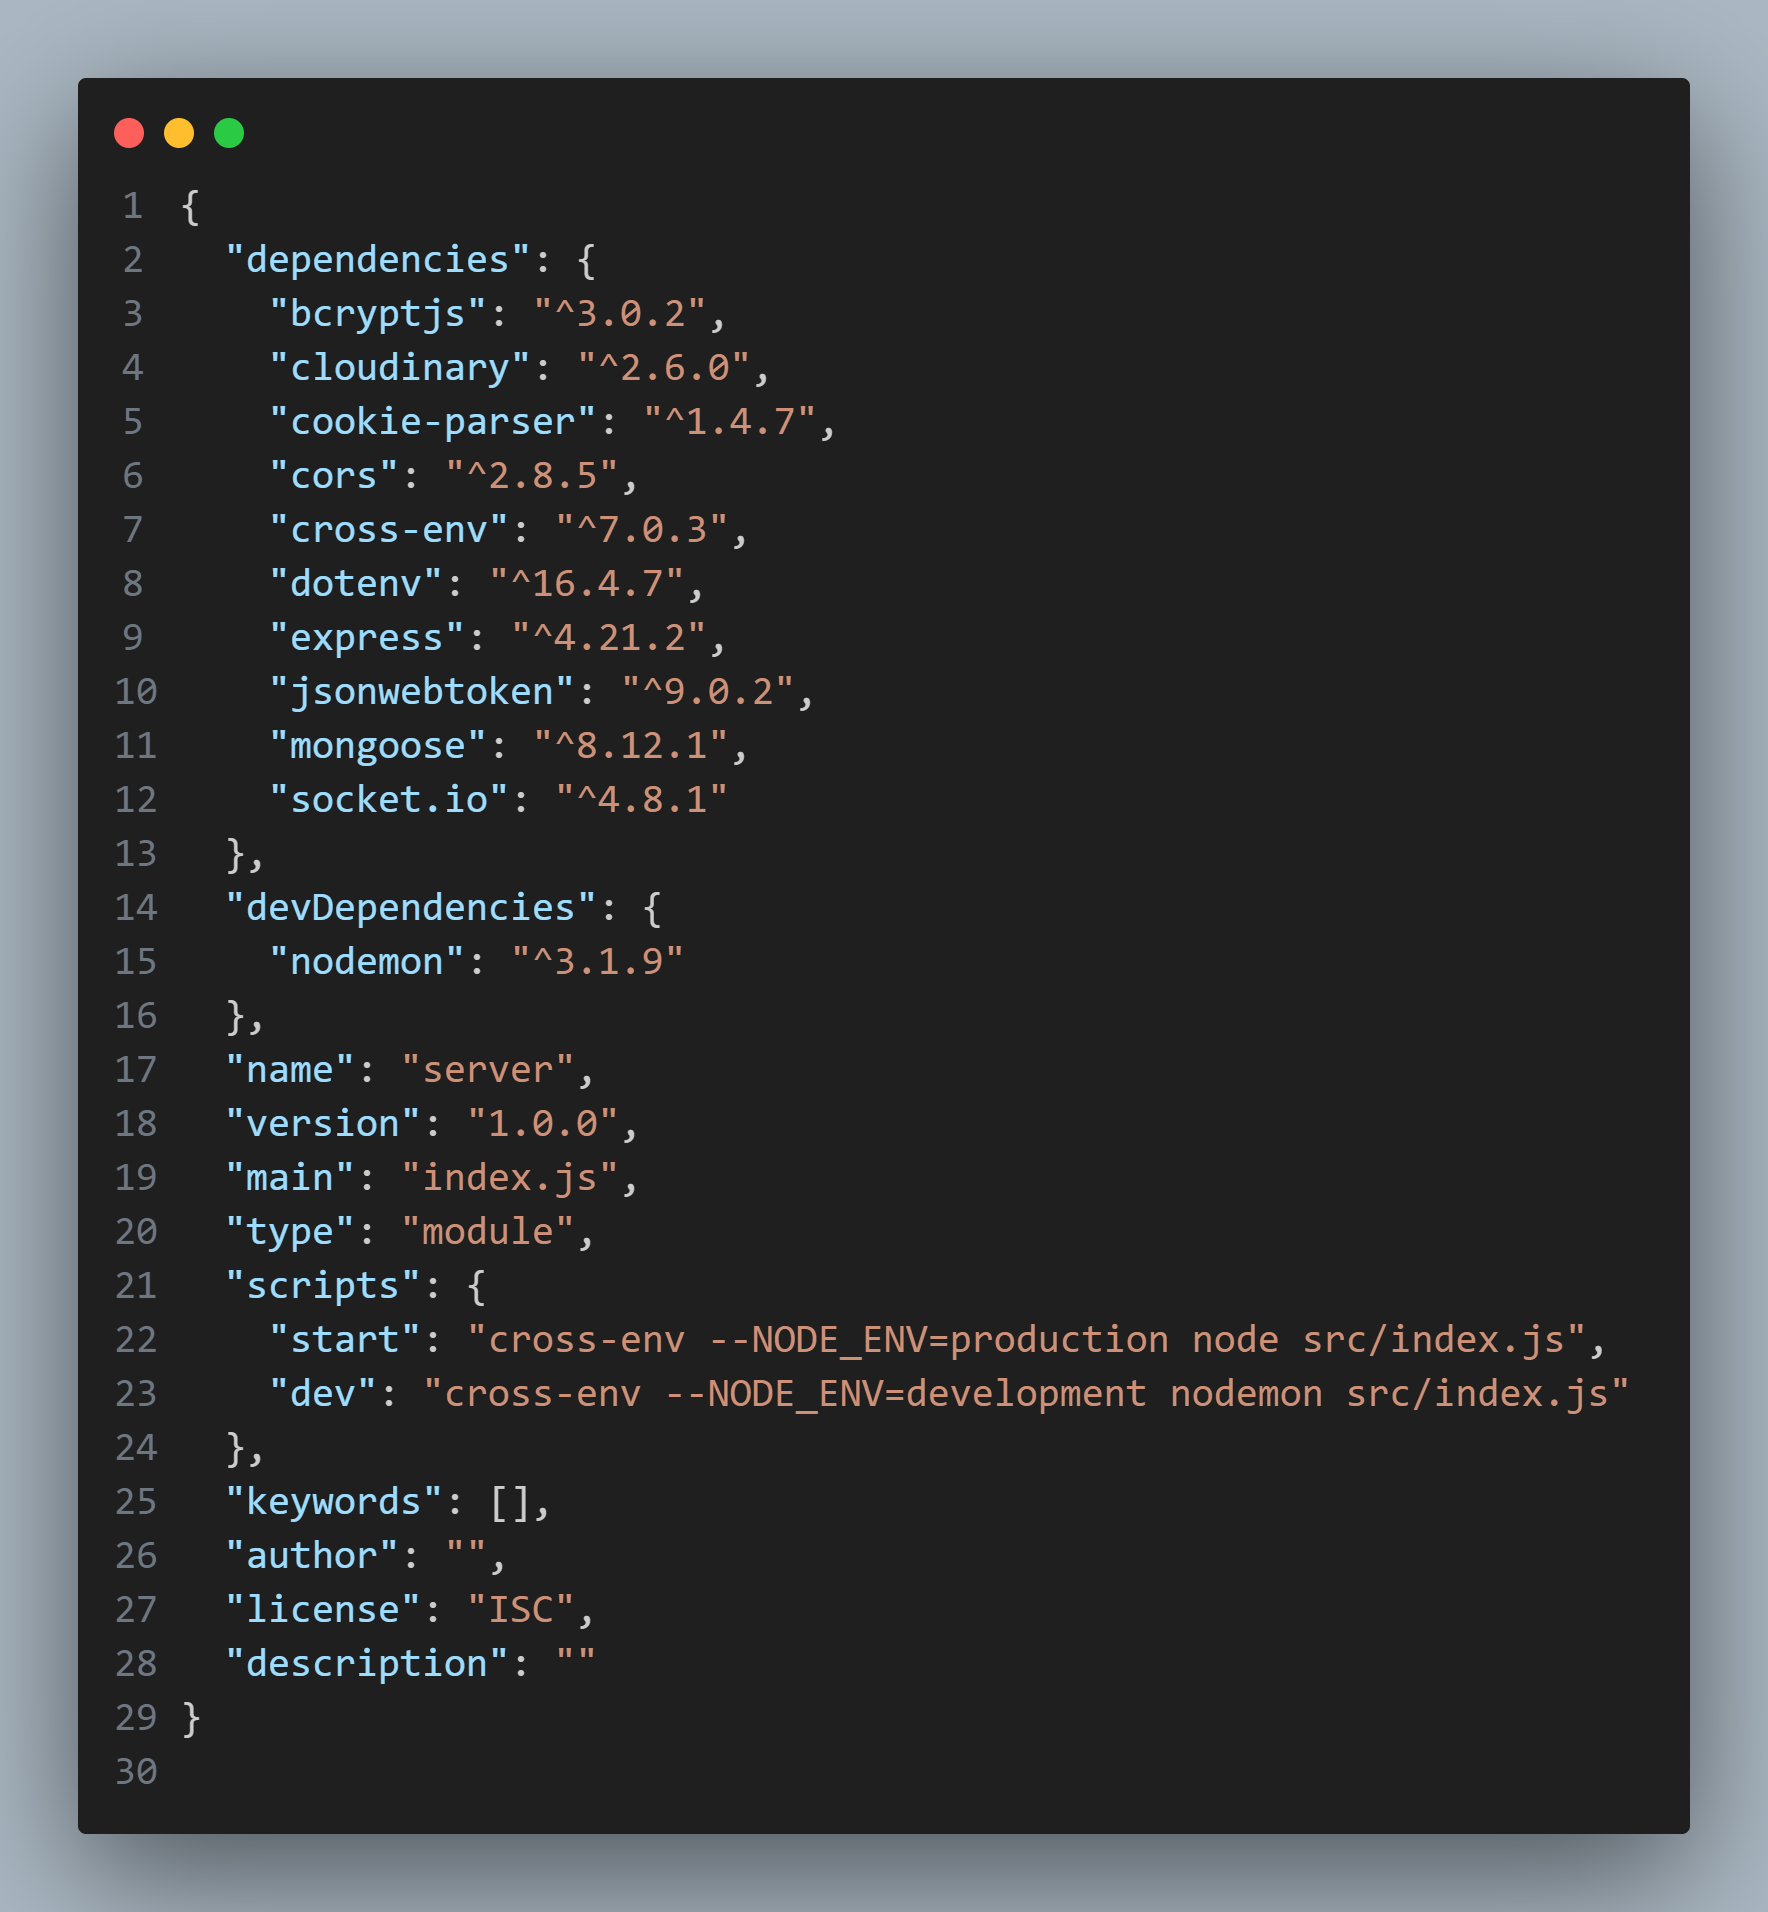 1 {
2   "dependencies": {
3     "bcryptjs": "^3.0.2",
4     "cloudinary": "^2.6.0",
5     "cookie-parser": "^1.4.7",
6     "cors": "^2.8.5",
7     "cross-env": "^7.0.3",
8     "dotenv": "^16.4.7",
9     "express": "^4.21.2",
10     "jsonwebtoken": "^9.0.2",
11     "mongoose": "^8.12.1",
12     "socket.io": "^4.8.1"
13   },
14   "devDependencies": {
15     "nodemon": "^3.1.9"
16   },
17   "name": "server",
18   "version": "1.0.0",
19   "main": "index.js",
20   "type": "module",
21   "scripts": {
22     "start": "cross-env --NODE_ENV=production node src/index.js",
23     "dev": "cross-env --NODE_ENV=development nodemon src/index.js"
24   },
25   "keywords": [],
26   "author": "",
27   "license": "ISC",
28   "description": ""
29 }
30